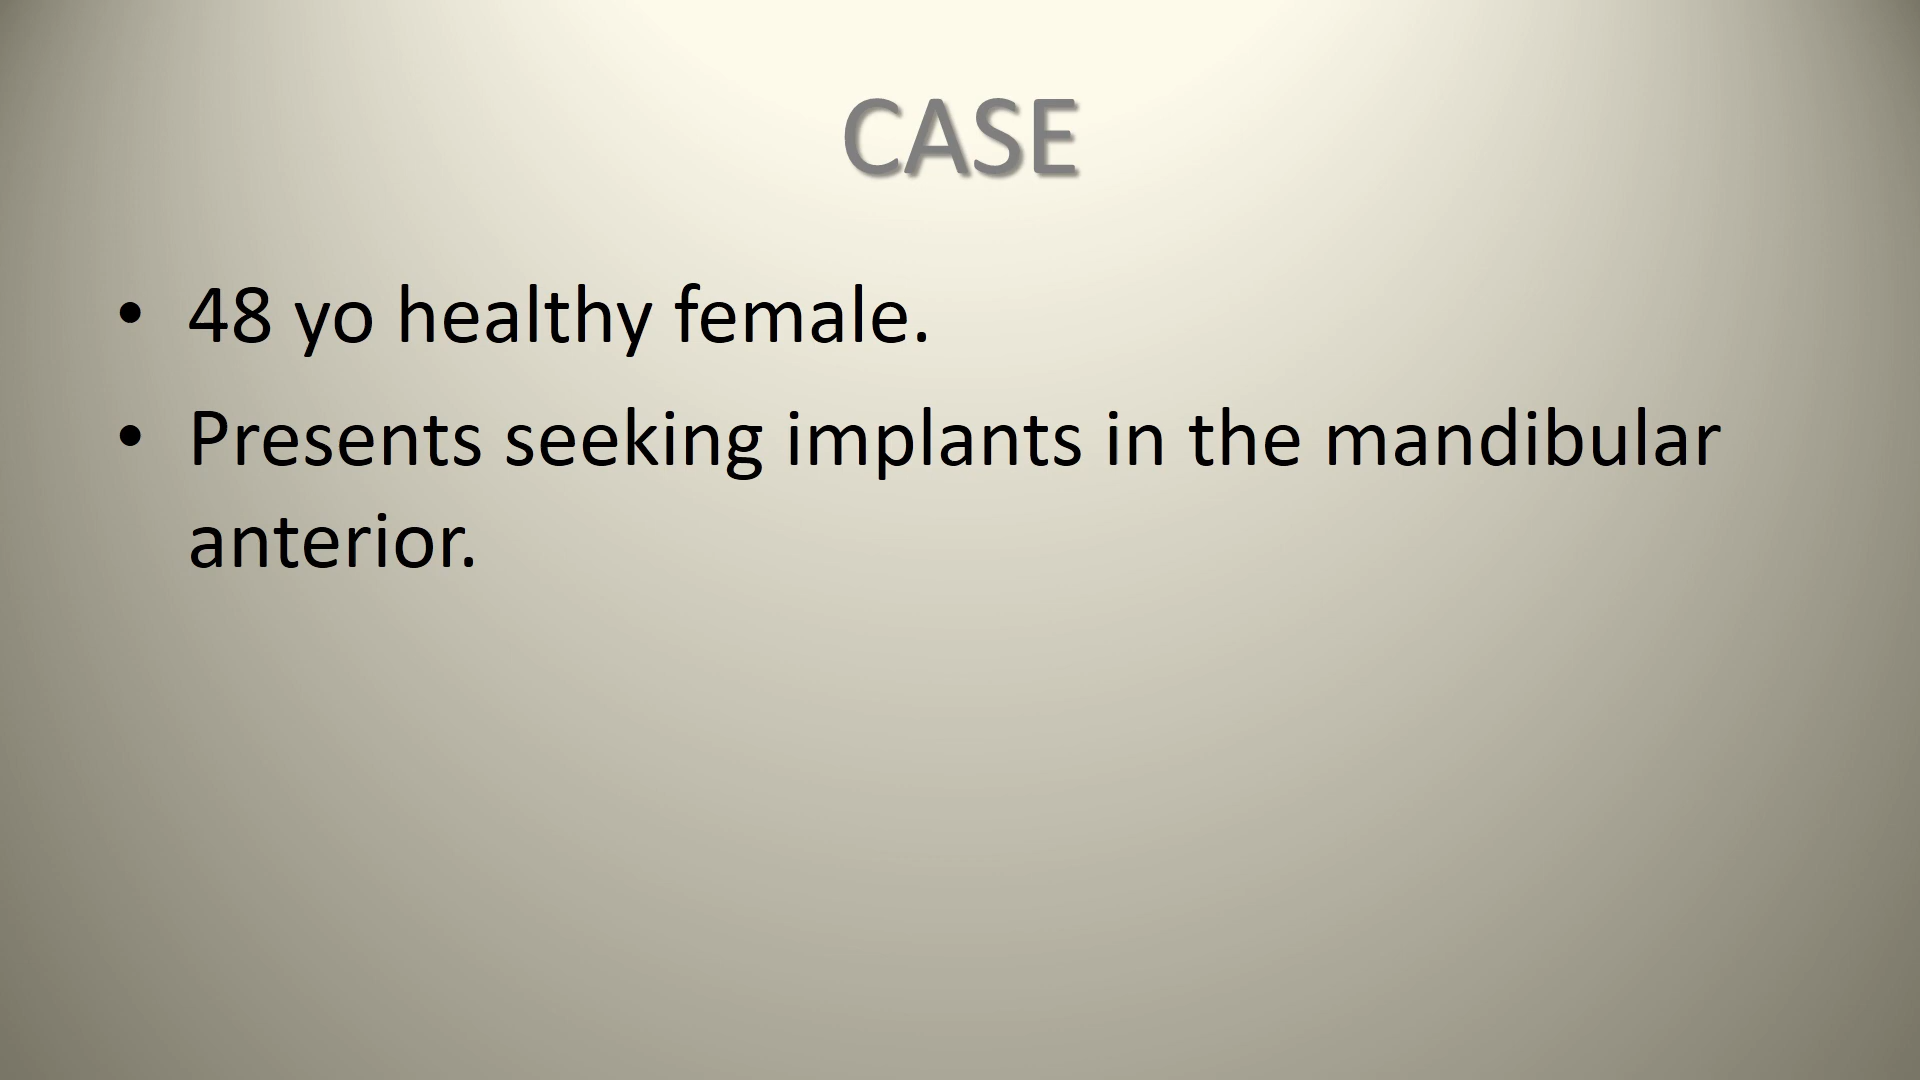 CASE
• 48 yo healthy female.
• Presents seeking implants in the mandibular
anterior.